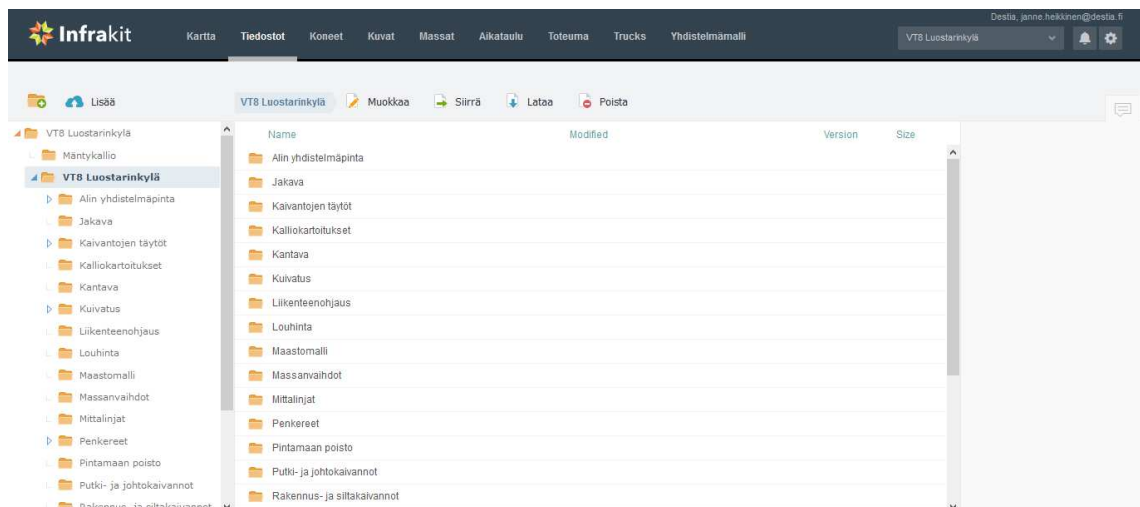 Destia, janne.heikkinen@destia.fi
Infrakit Kartta Tiedostot Koneet Kuvat Massat Aikataulu Toteuma Trucks Yhdistelmämalli VT8 Luostarinkylä
Lisää VT8 Luostarinkylä Muokkaa Siirrä Lataa Poista
VT8 Luostarinkylä
Mäntykallio
VT8 Luostarinkylä
Alin yhdistelmäpinta
Jakava
Kaivantojen täytöt
Kalliokartoitukset
Kantava
Kuivatus
Liikenteenohjaus
Louhinta
Maastomalli
Massanvaihdot
Mittalinjat
Penkereet
Pintamaan poisto
Putki- ja johtokaivannot
Rakennus- ja siltakaivannot
Name Modified Version Size
Alin yhdistelmäpinta
Jakava
Kaivantojen täytöt
Kalliokartoitukset
Kantava
Kuivatus
Liikenteenohjaus
Louhinta
Maastomalli
Massanvaihdot
Mittalinjat
Penkereet
Pintamaan poisto
Putki- ja johtokaivannot
Rakennus- ja siltakaivannot